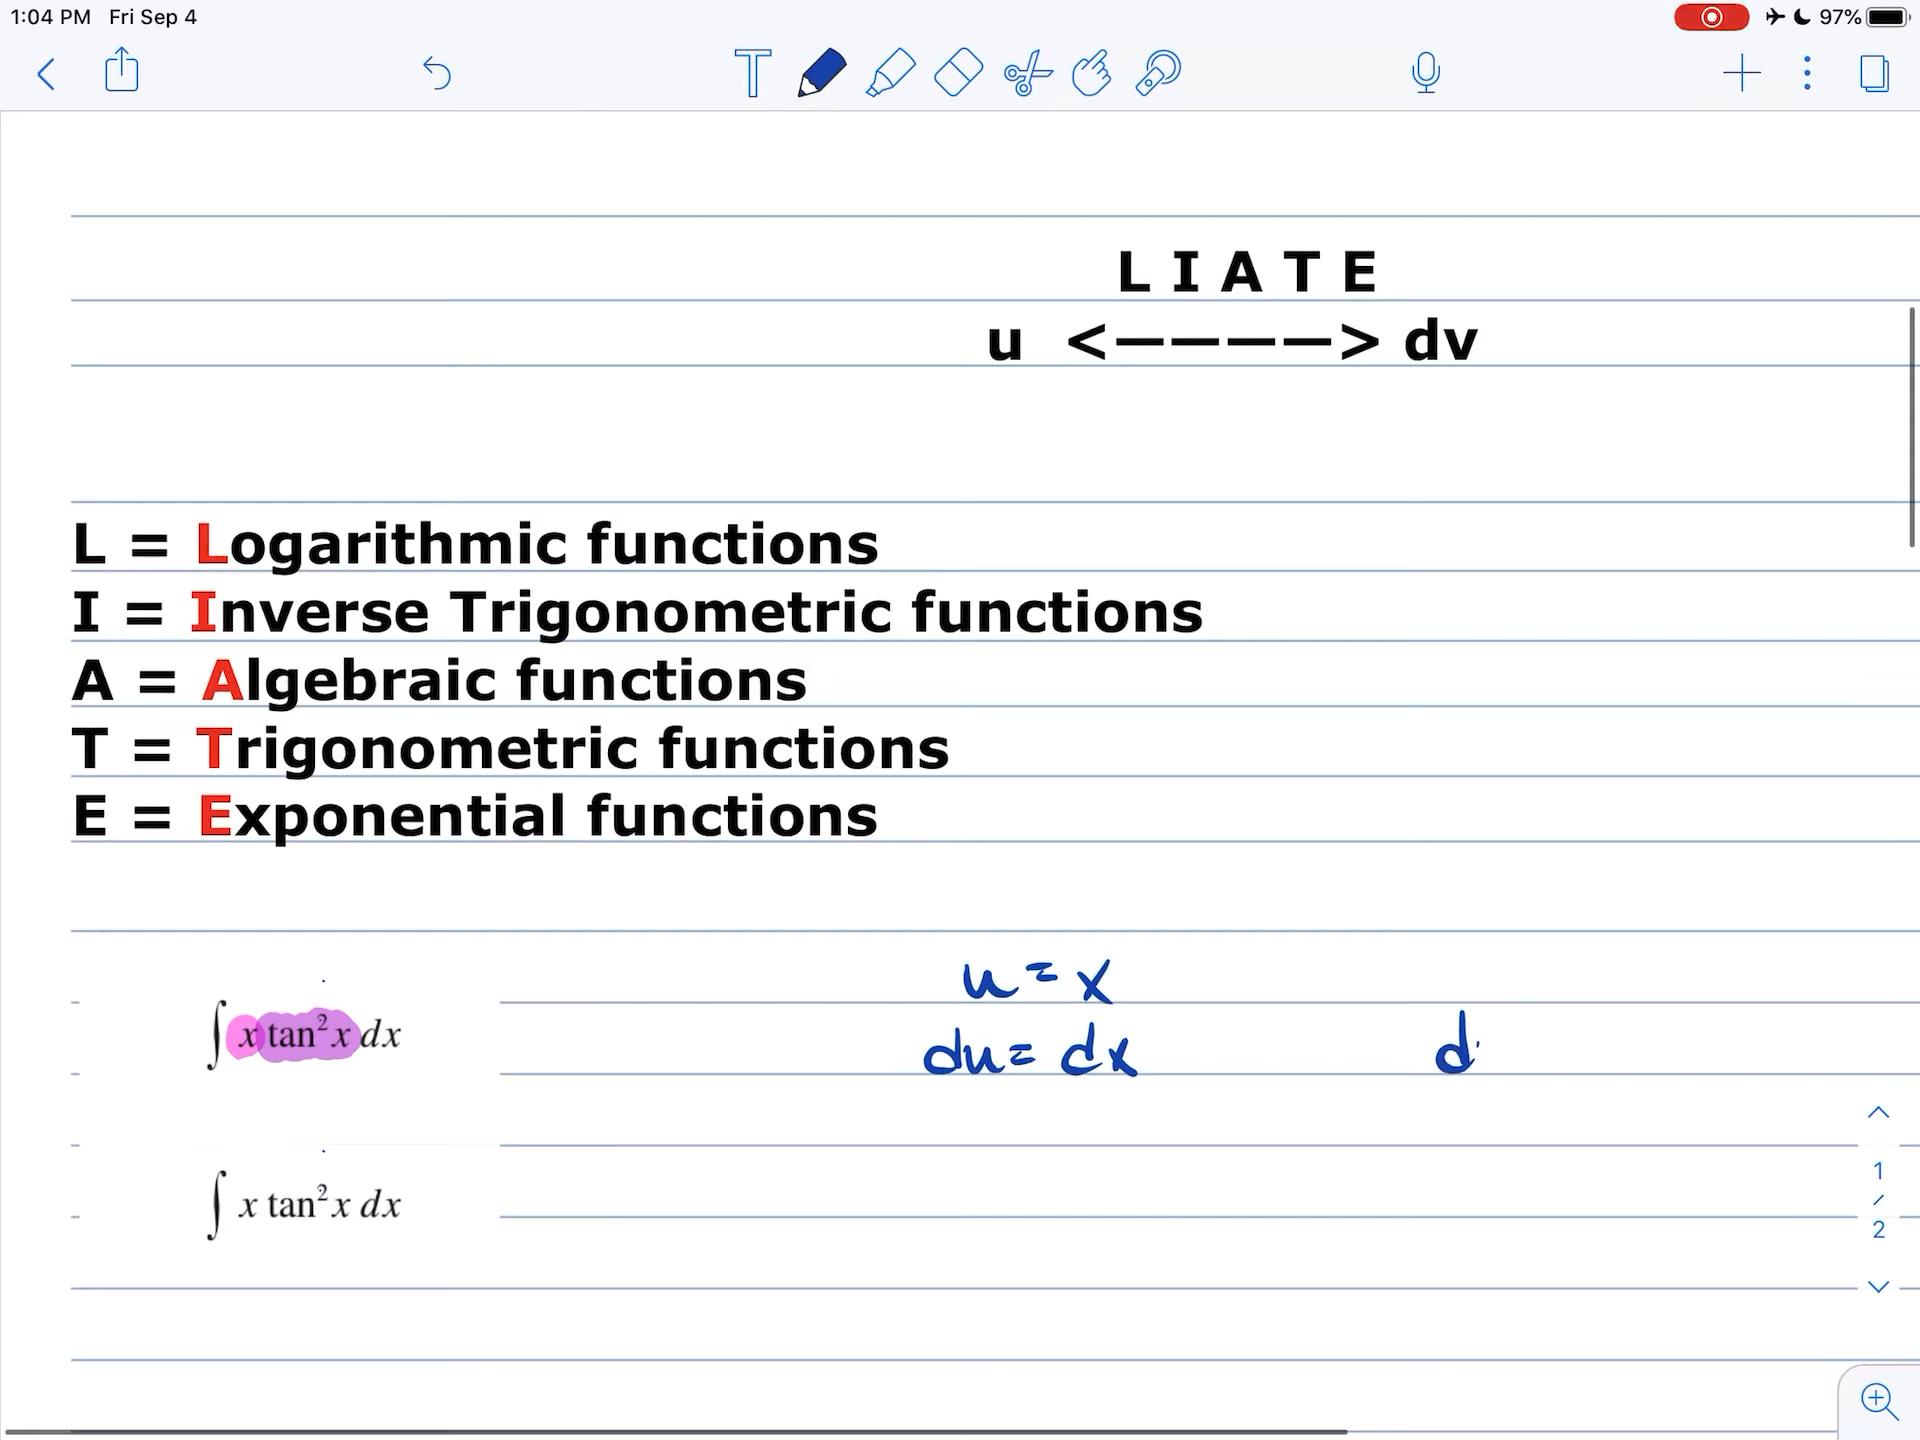 1:04 PM Fri Sep 4
97%
T
L I A T E
u <————> dv
L = Logarithmic functions
I = Inverse Trigonometric functions
A = Algebraic functions
T = Trigonometric functions
E = Exponential functions
u = x
∫ x tan²x dx
du = dx
d
∫ x tan²x dx
1
/
2